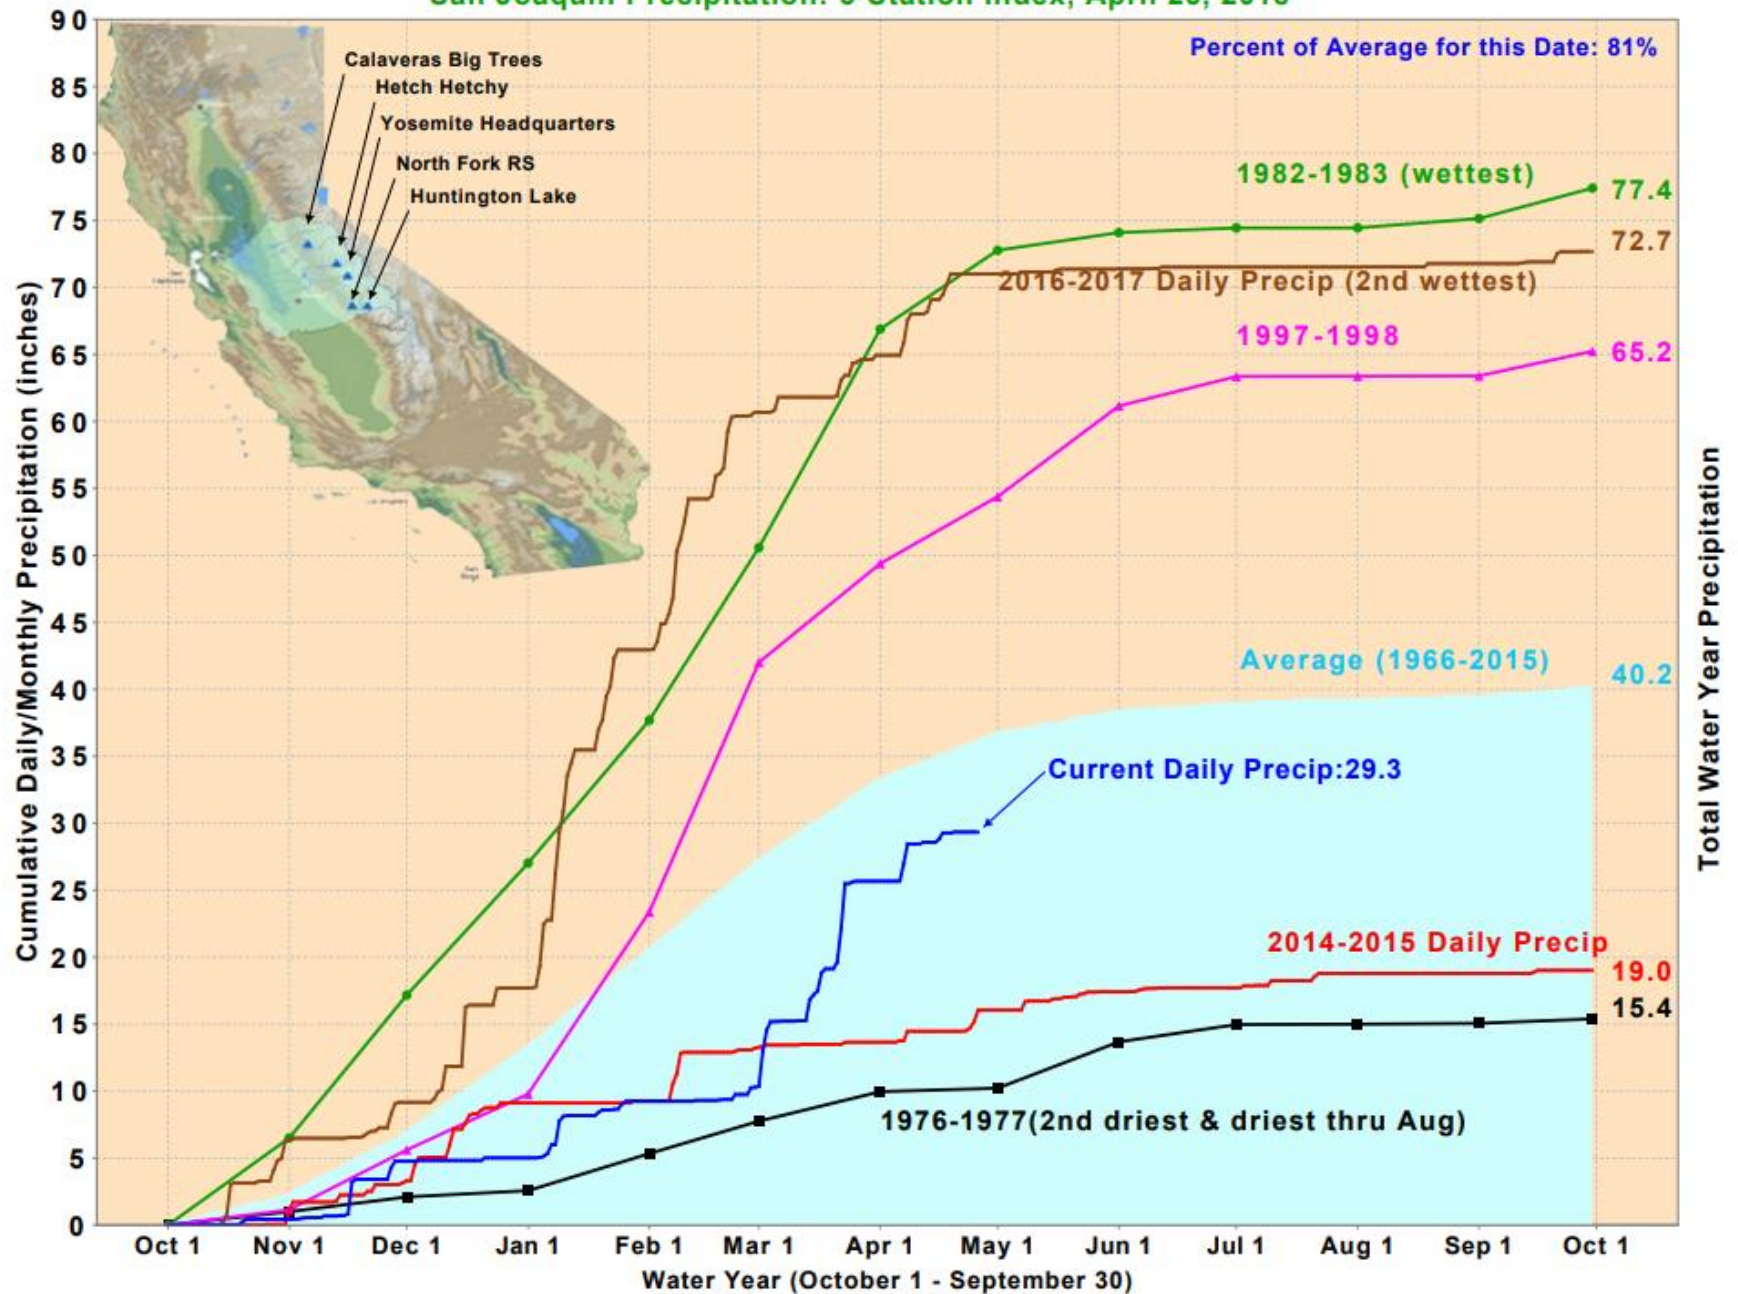 90
85
80
75
70
65
60
55
50
45
40
35
30
25
20
15
10
5
0
Cumulative Daily/Monthly Precipitation (inches)
Percent of Average for this Date: 81%
Calaveras Big Trees
Hetch Hetchy
Yosemite Headquarters
North Fork RS
Huntington Lake
1982-1983 (wettest)
77.4
72.7
2016-2017 Daily Precip (2nd wettest)
1997-1998
65.2
Average (1966-2015)
40.2
Current Daily Precip:29.3
2014-2015 Daily Precip
19.0
15.4
1976-1977(2nd driest & driest thru Aug)
Total Water Year Precipitation
Oct 1 Nov 1 Dec 1 Jan 1 Feb 1 Mar 1 Apr 1 May 1 Jun 1 Jul 1 Aug 1 Sep 1 Oct 1
Water Year (October 1 - September 30)